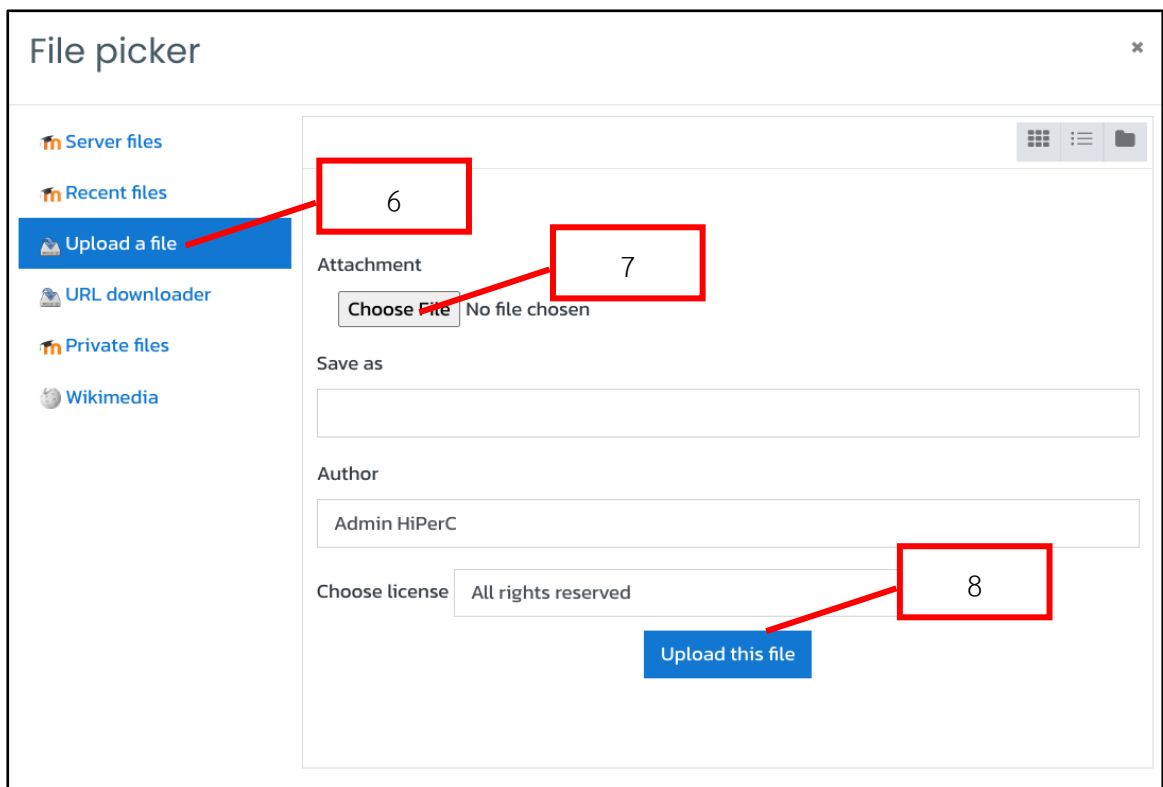 File picker
×
Server files
Recent files
6
Upload a file
Attachment
7
URL downloader
Choose File No file chosen
Private files
Save as
Wikimedia
Author
Admin HiPerC
Choose license All rights reserved
8
Upload this file